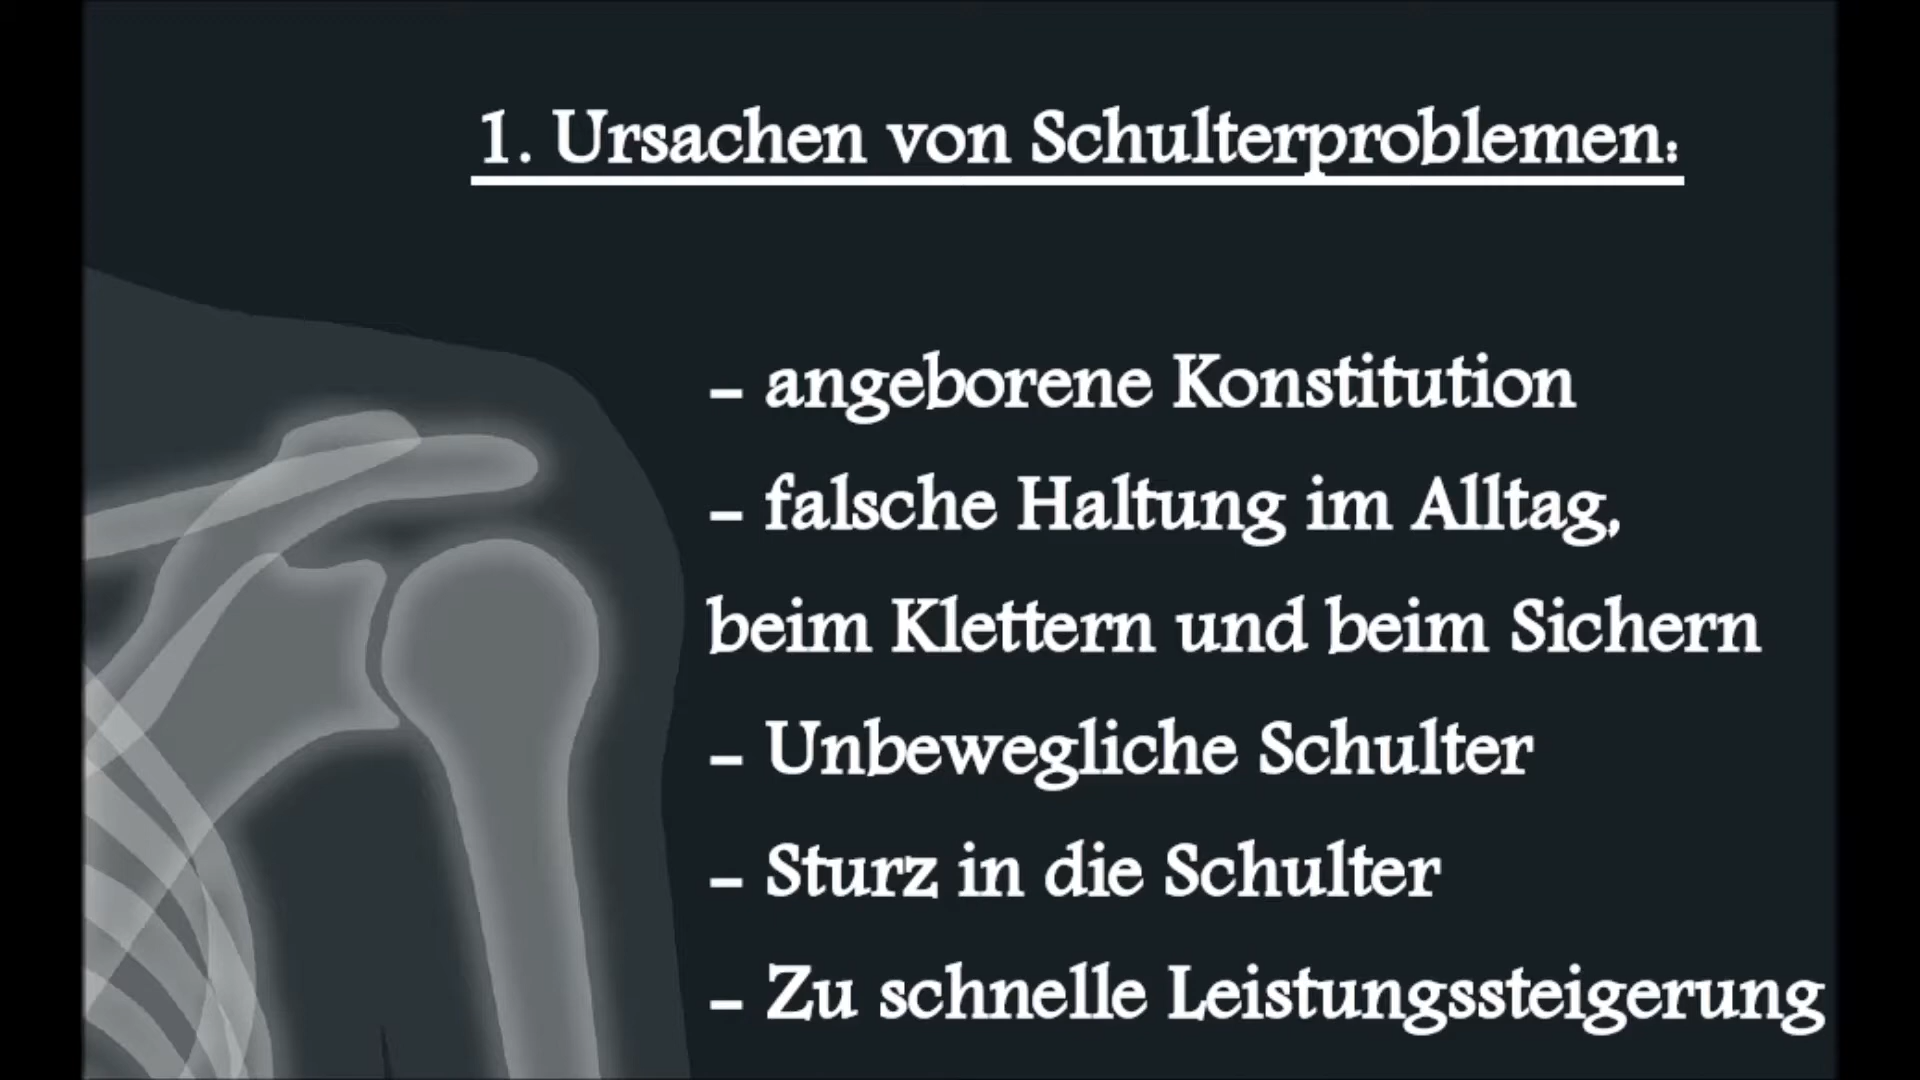 1. Ursachen von Schulterproblemen:
- angeborene Konstitution
- falsche Haltung im Alltag,
beim Klettern und beim Sichern
- Unbewegliche Schulter
- Sturz in die Schulter
- Zu schnelle Leistungssteigerung